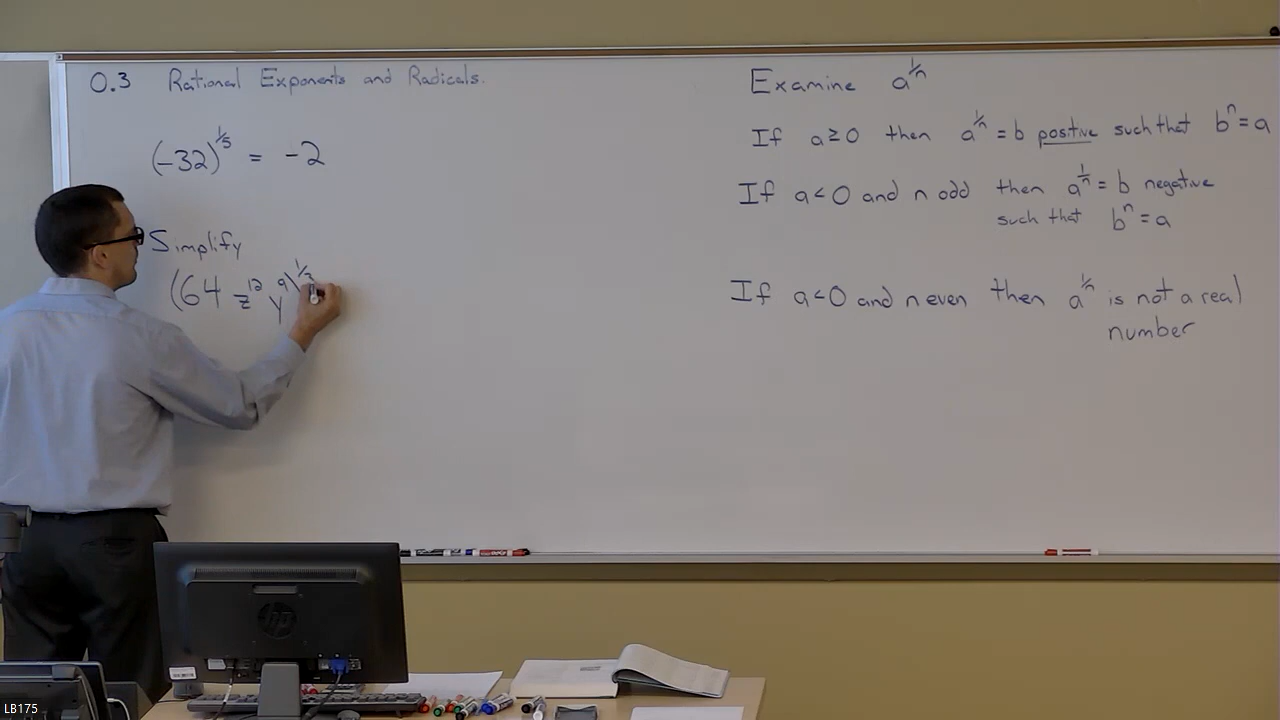 0.3 Rational Exponents and Radicals.
(-32)^{1/5} = -2
Simplify
(64 z^{12} y^{9})^{1/3}
Examine a^{1/n}
If a ≥ 0 then a^{1/n} = b positive such that b^n = a
If a < 0 and n odd then a^{1/n} = b negative
such that b^n = a
If a < 0 and n even then a^{1/n} is not a real
number
hp
LB175